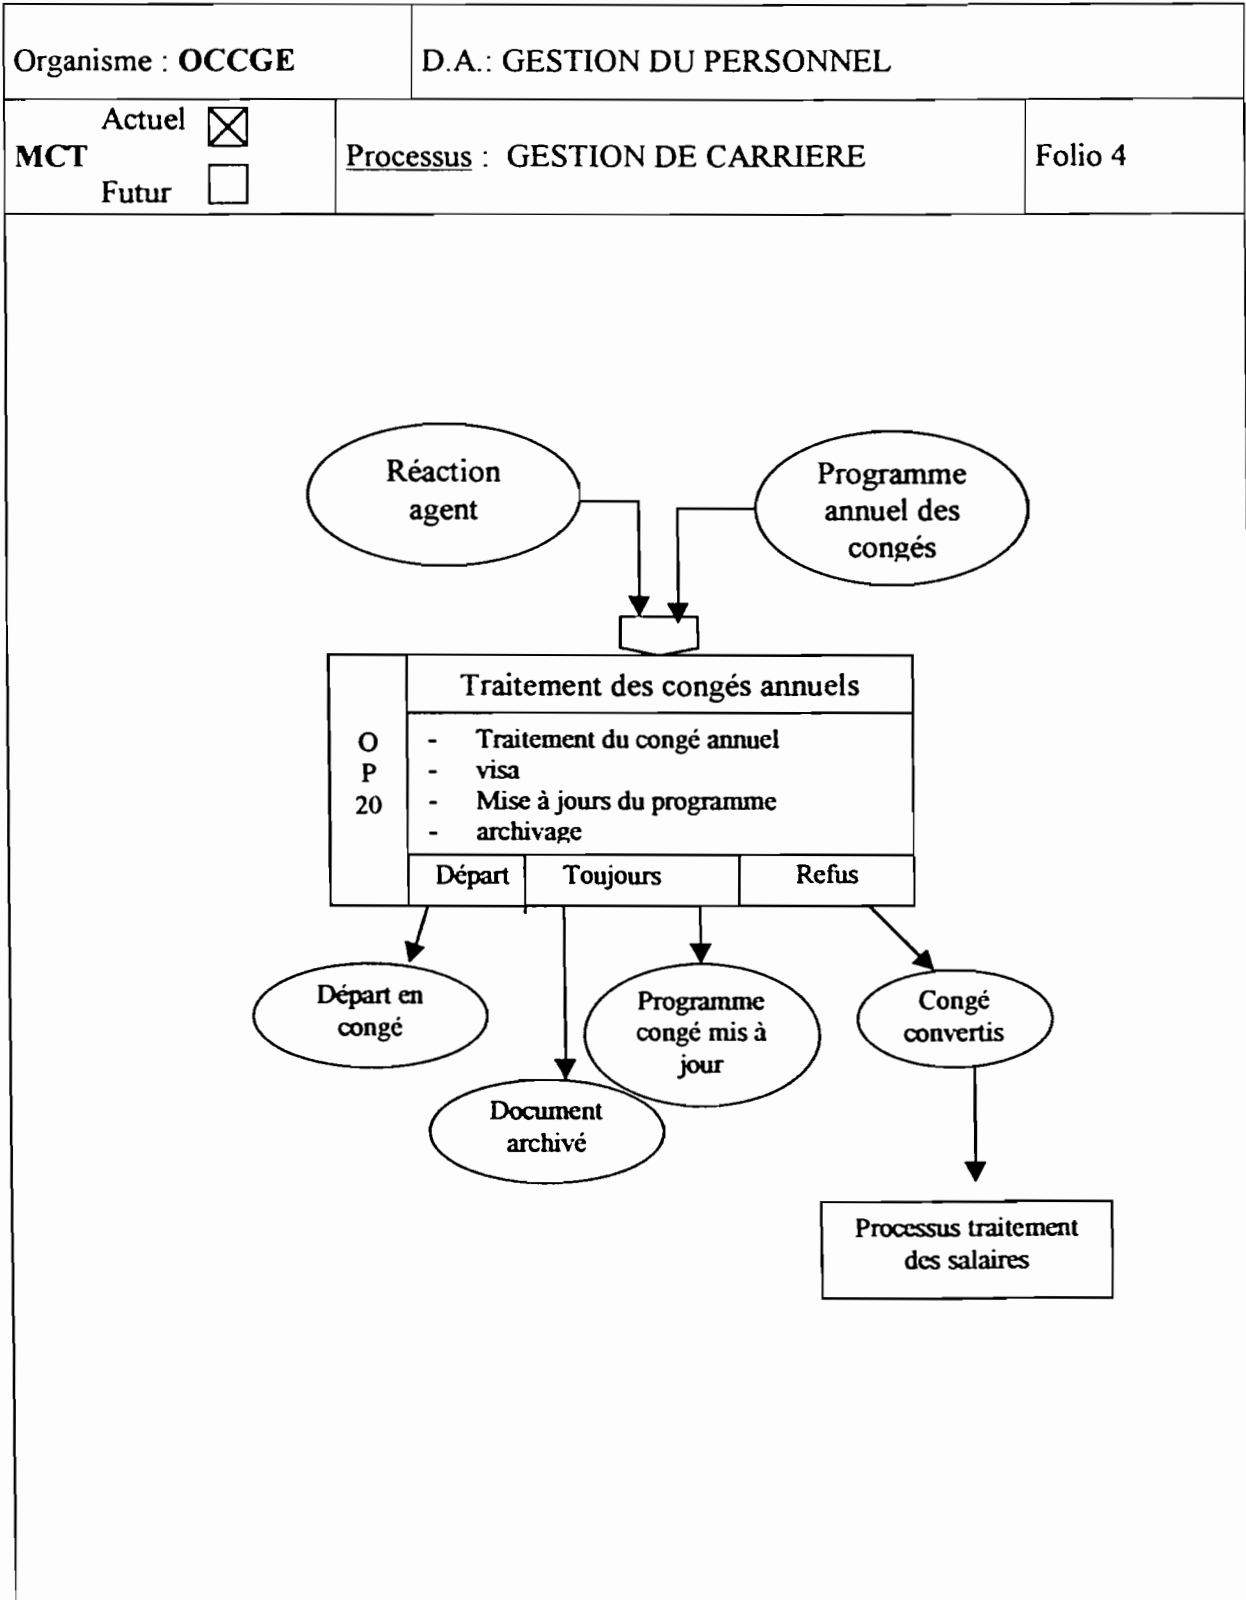 Organisme : OCCGE
D.A.: GESTION DU PERSONNEL
Actuel
MCT
Futur
Processus : GESTION DE CARRIERE
Folio 4
Réaction
agent
Programme
annuel des
congés
Traitement des congés annuels
O
P
20
- Traitement du congé annuel
- visa
- Mise à jours du programme
- archivage
Départ
Toujours
Refus
Départ en
congé
Programme
congé mis à
jour
Congé
convertis
Document
archivé
Processus traitement
des salaires